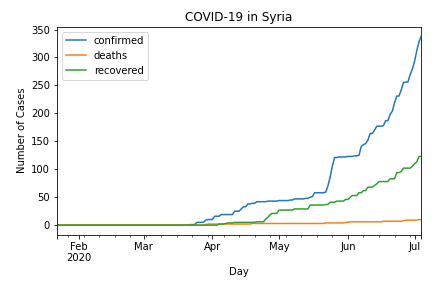 COVID-19 in Syria
confirmed
deaths
recovered
Number of Cases
350
300
250
200
150
100
50
0
Feb Mar Apr May Jun Jul
2020
Day